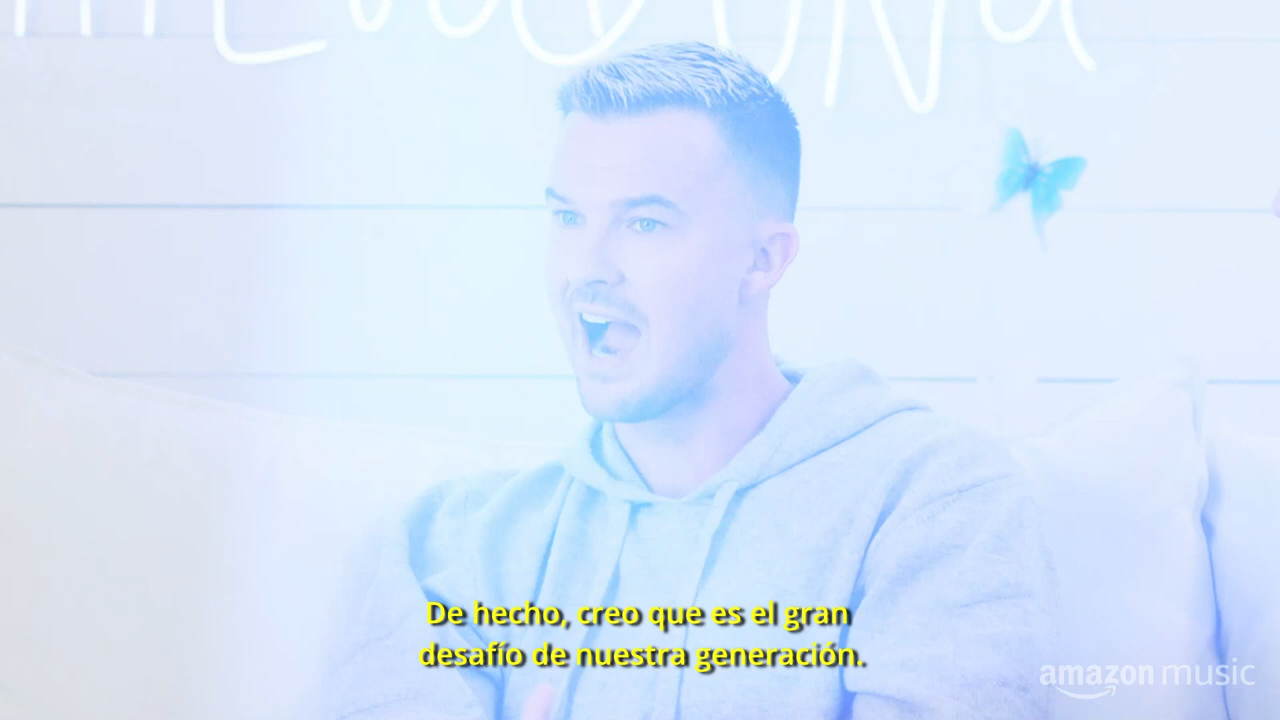 De hecho, creo que es el gran
desafío de nuestra generación.
amazon music